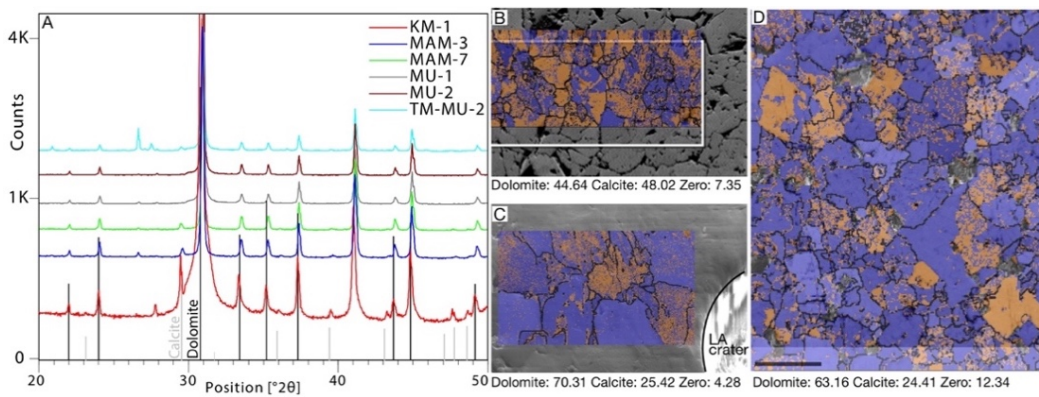 A
4K
1K
0
Counts
KM-1
MAM-3
MAM-7
MU-1
MU-2
TM-MU-2
Calcite
Dolomite
20
30
40
50
Position [°2θ]
B
Dolomite: 44.64 Calcite: 48.02 Zero: 7.35
C
LA
crater
Dolomite: 70.31 Calcite: 25.42 Zero: 4.28
D
Dolomite: 63.16 Calcite: 24.41 Zero: 12.34